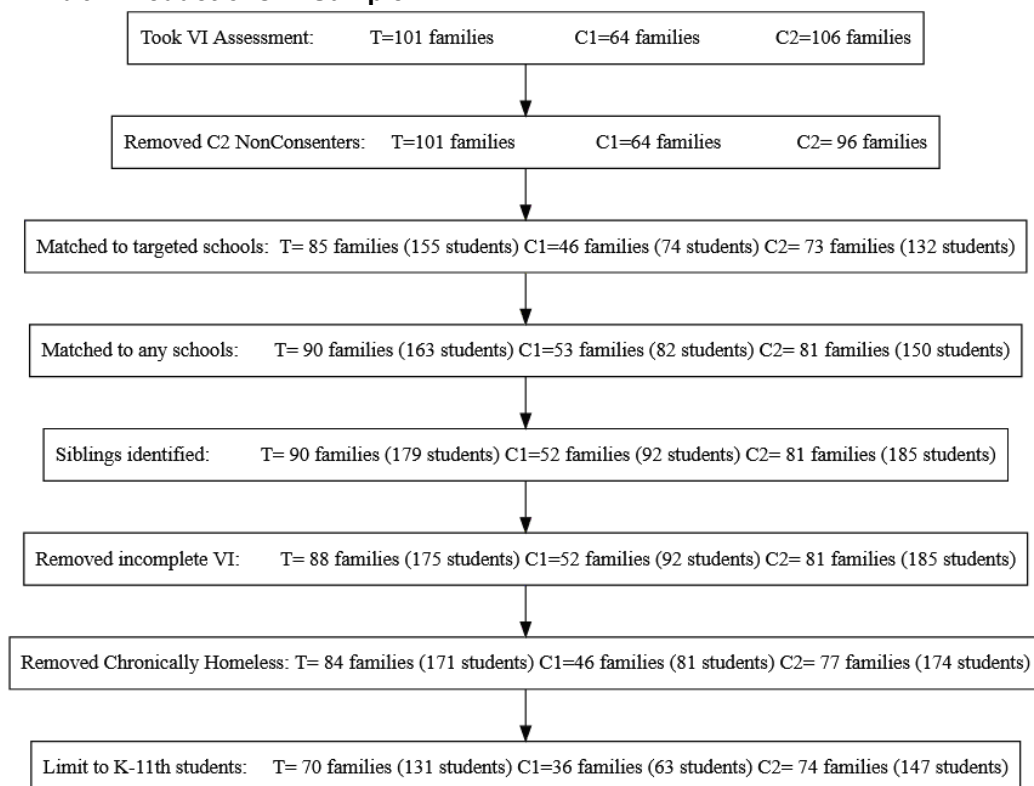 Took VI Assessment: T=101 families C1=64 families C2=106 families
Removed C2 NonConsenters: T=101 families C1=64 families C2= 96 families
Matched to targeted schools: T= 85 families (155 students) C1=46 families (74 students) C2= 73 families (132 students)
Matched to any schools: T= 90 families (163 students) C1=53 families (82 students) C2= 81 families (150 students)
Siblings identified: T= 90 families (179 students) C1=52 families (92 students) C2= 81 families (185 students)
Removed incomplete VI: T= 88 families (175 students) C1=52 families (92 students) C2= 81 families (185 students)
Removed Chronically Homeless: T= 84 families (171 students) C1=46 families (81 students) C2= 77 families (174 students)
Limit to K-11th students: T= 70 families (131 students) C1=36 families (63 students) C2= 74 families (147 students)